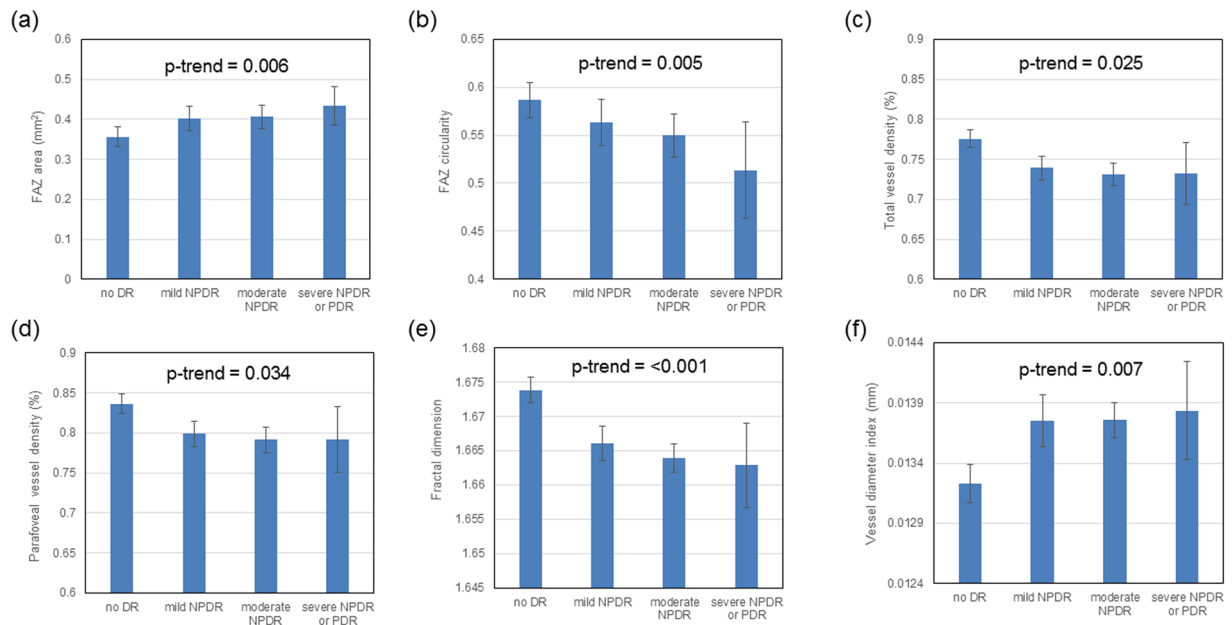 (a)
FAZ area (mm²)
0.6
0.5
0.4
0.3
0.2
0.1
0
p-trend = 0.006
no DR
mild NPDR
moderate
NPDR
severe NPDR
or PDR
(b)
FAZ circularity
0.65
0.6
0.55
0.5
0.45
0.4
p-trend = 0.005
no DR
mild NPDR
moderate
NPDR
severe NPDR
or PDR
(c)
Total vessel density (%)
0.9
0.85
0.8
0.75
0.7
0.65
0.6
p-trend = 0.025
no DR
mild NPDR
moderate
NPDR
severe NPDR
or PDR
(d)
Parafoveal vessel density (%)
0.9
0.85
0.8
0.75
0.7
0.65
0.6
p-trend = 0.034
no DR
mild NPDR
moderate
NPDR
severe NPDR
or PDR
(e)
Fractal dimension
1.68
1.675
1.67
1.665
1.66
1.655
1.65
1.645
p-trend = <0.001
no DR
mild NPDR
moderate
NPDR
severe NPDR
or PDR
(f)
Vessel diameter index (mm)
0.0144
0.0139
0.0134
0.0129
0.0124
p-trend = 0.007
no DR
mild NPDR
moderate
NPDR
severe NPDR
or PDR